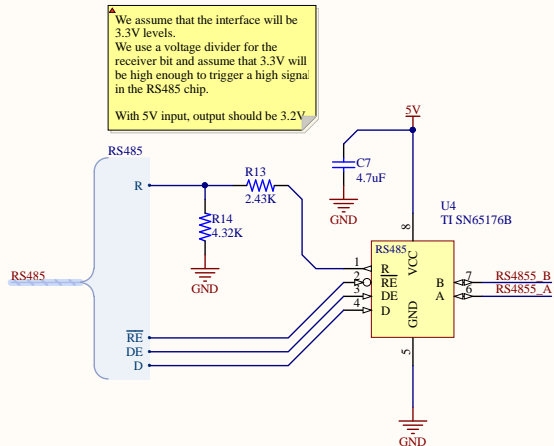 We assume that the interface will be
3.3V levels.
We use a voltage divider for the
receiver bit and assume that 3.3V will
be high enough to trigger a high signal
in the RS485 chip.
With 5V input, output should be 3.2V
RS485
R
R13
2.43K
R14
4.32K
GND
5V
C7
4.7uF
GND
U4
TI SN65176B
8
RS485
VCC
1 R
2 RE
3 DE
4 D
B 7
A 6
GND
5
RS4855_B
RS4855_A
RS485
RE
DE
D
GND